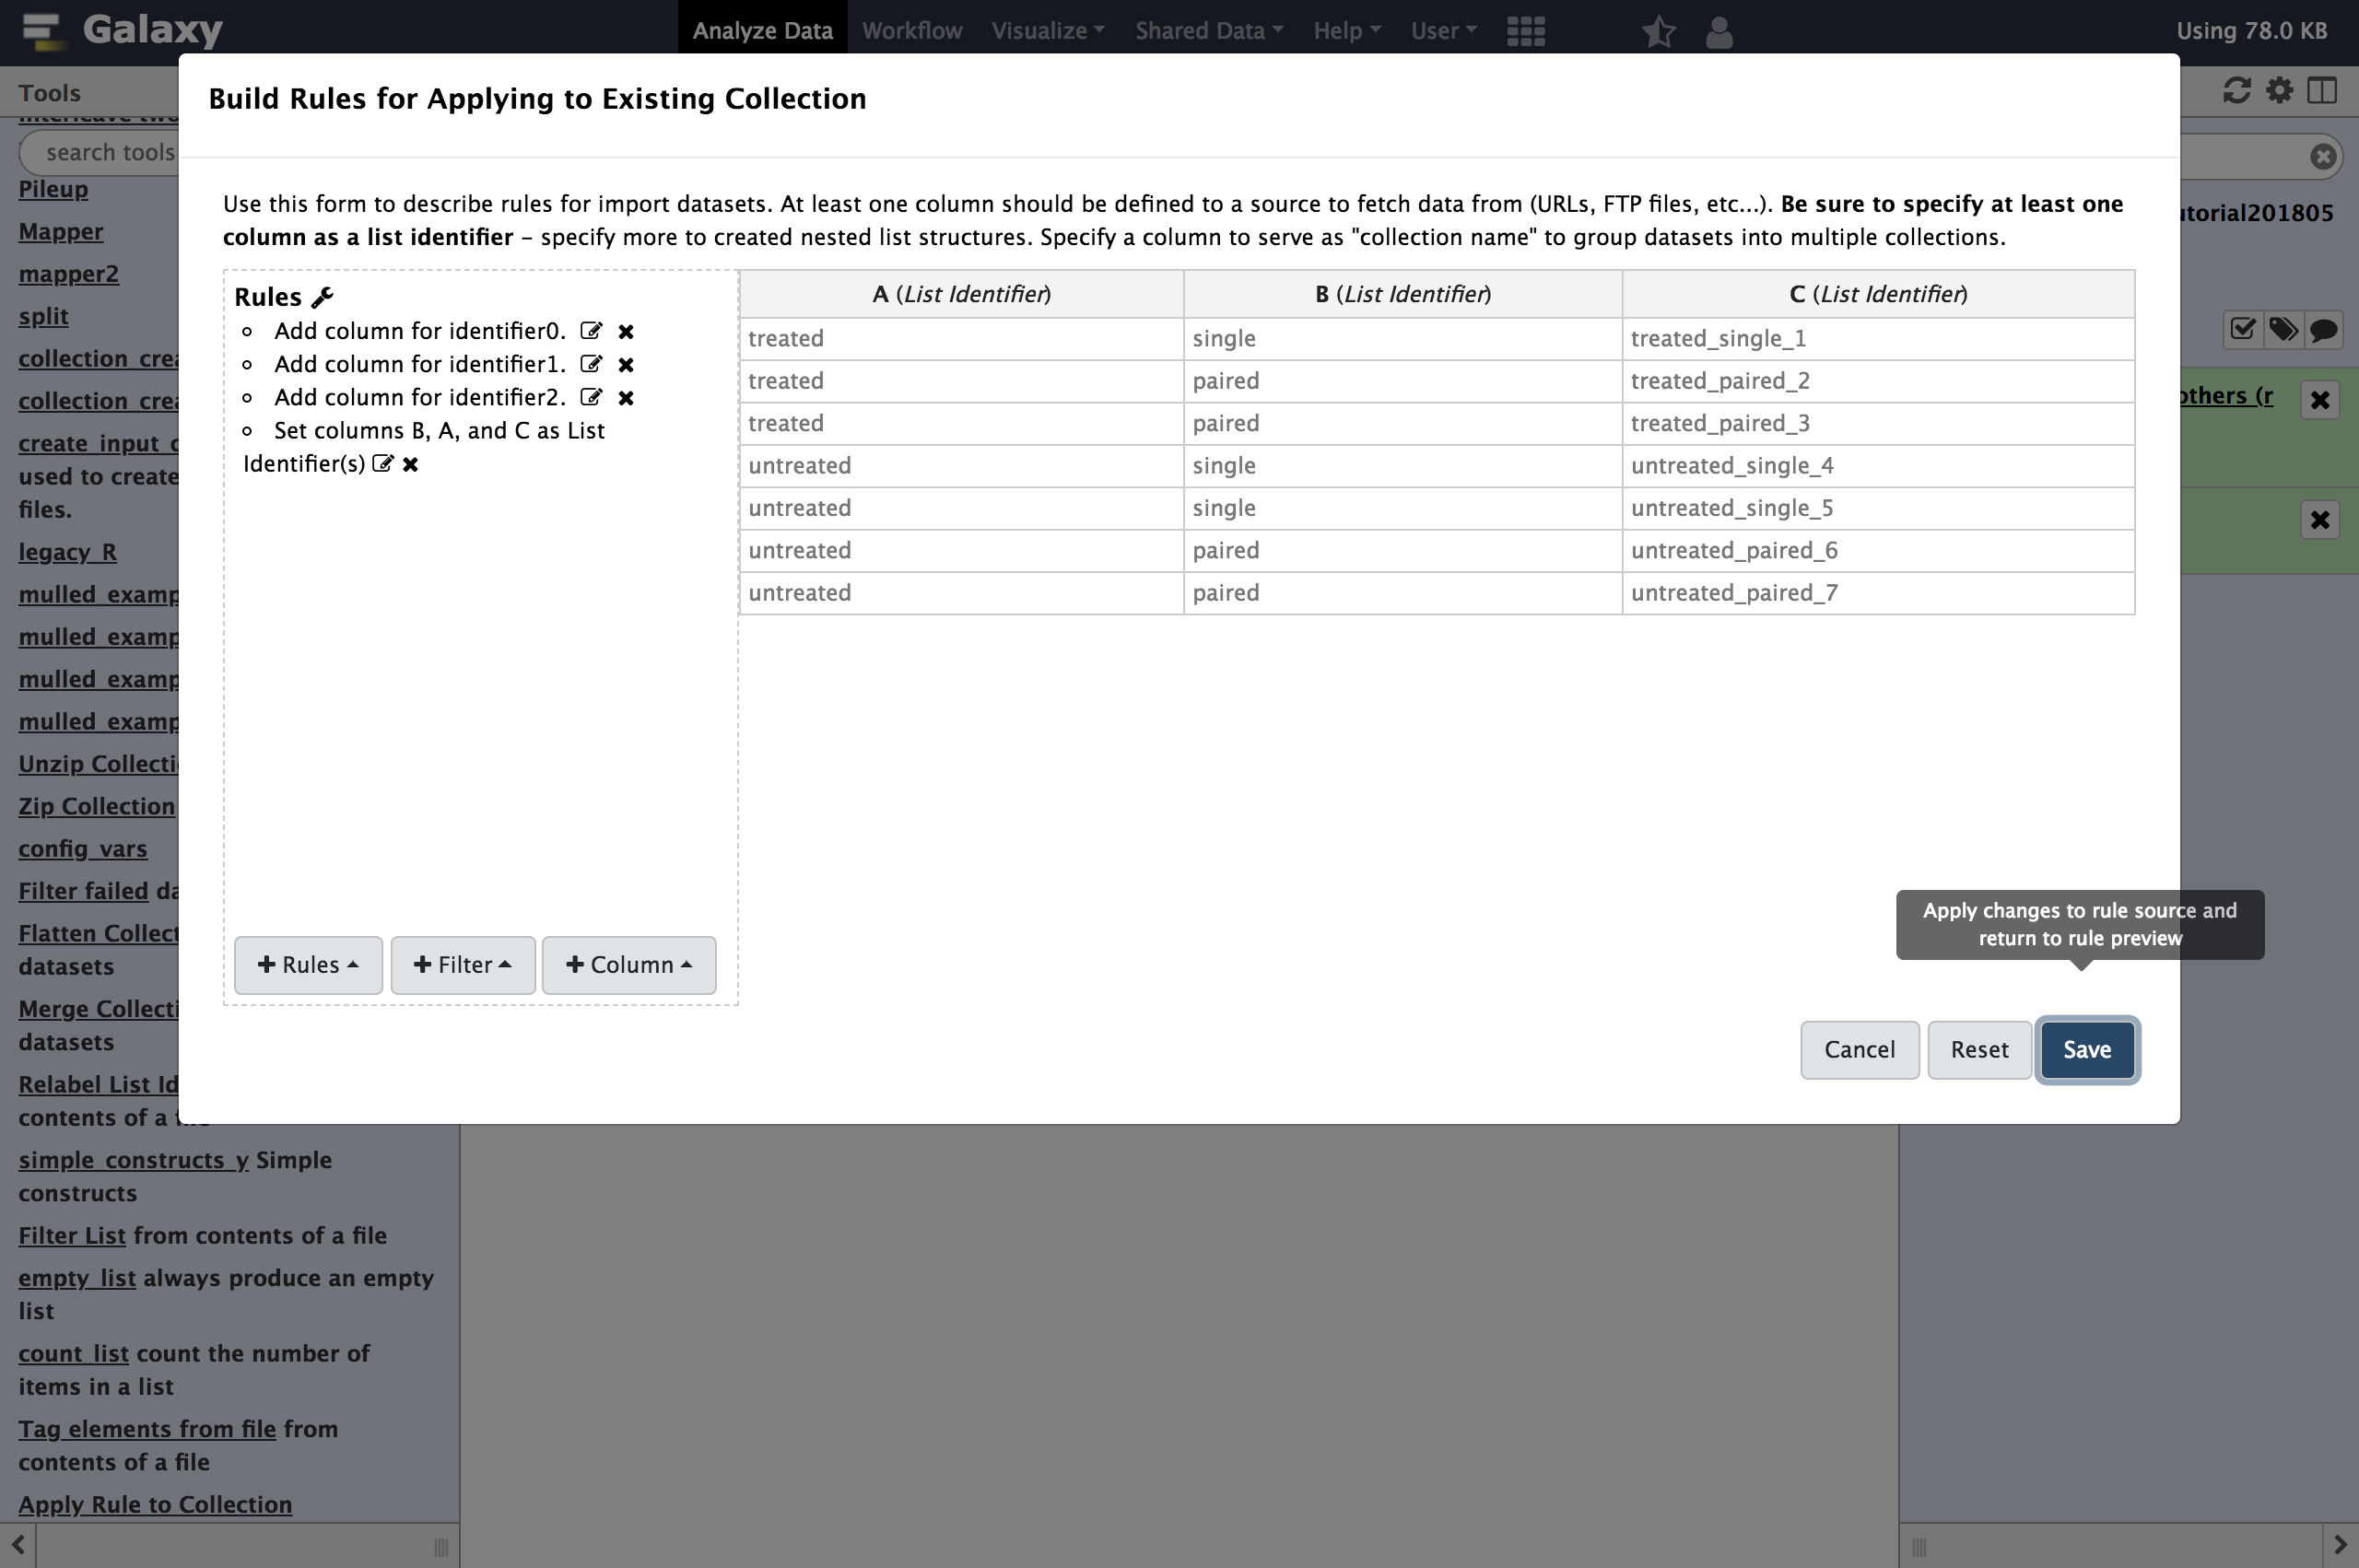 Galaxy
Analyze Data Workflow Visualize Shared Data Help User Using 78.0 KB
Tools
search tools
Pileup
Mapper
mapper2
split
collection_crea
collection_crea
create_input_c
used to create
files.
legacy_R
mulled_examp
mulled_examp
mulled_examp
mulled_examp
Unzip Collecti
Zip Collection
config_vars
Filter failed da
Flatten Collect
datasets
Merge Collecti
datasets
Relabel List Id
contents of a file
simple_constructs_y Simple
constructs
Filter List from contents of a file
empty_list always produce an empty
list
count_list count the number of
items in a list
Tag elements from file from
contents of a file
Apply Rule to Collection
Build Rules for Applying to Existing Collection
Use this form to describe rules for import datasets. At least one column should be defined to a source to fetch data from (URLs, FTP files, etc...). Be sure to specify at least one
column as a list identifier – specify more to created nested list structures. Specify a column to serve as "collection name" to group datasets into multiple collections.
Rules
Add column for identifier0.
Add column for identifier1.
Add column for identifier2.
Set columns B, A, and C as List
Identifier(s)
+ Rules + Filter + Column
A (List Identifier) B (List Identifier) C (List Identifier)
treated single treated_single_1
treated paired treated_paired_2
treated paired treated_paired_3
untreated single untreated_single_4
untreated single untreated_single_5
untreated paired untreated_paired_6
untreated paired untreated_paired_7
Apply changes to rule source and
return to rule preview
Cancel Reset Save
utorial201805
others (r